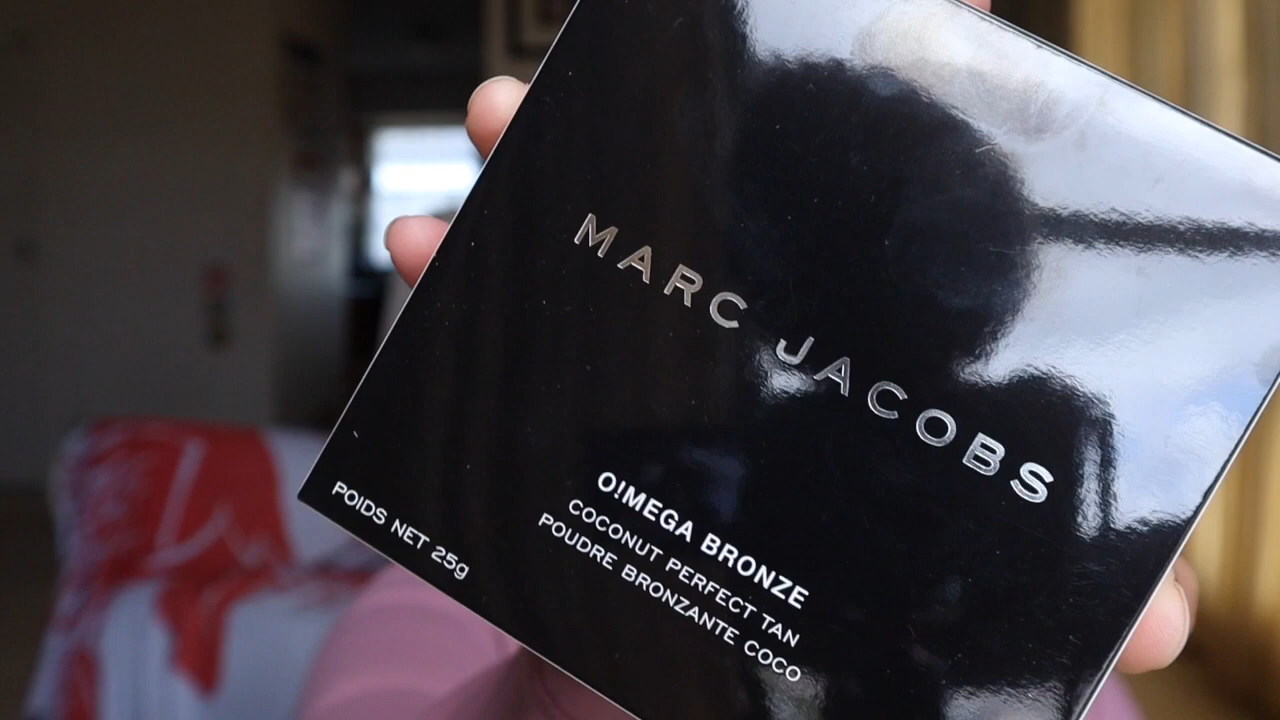 MARC JACOBS
O!MEGA BRONZE
COCONUT PERFECT TAN
POUDRE BRONZANTE COCO
POIDS NET 25g